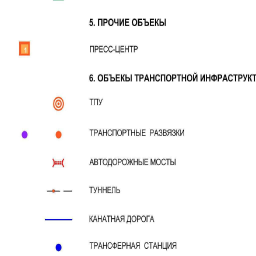 5. ПРОЧИЕ ОБЪЕКЫ
ПРЕСС-ЦЕНТР
6. ОБЪЕКЫ ТРАНСПОРТНОЙ ИНФРАСТРУКТ
ТПУ
ТРАНСПОРТНЫЕ РАЗВЯЗКИ
АВТОДОРОЖНЫЕ МОСТЫ
ТУННЕЛЬ
КАНАТНАЯ ДОРОГА
ТРАНСФЕРНАЯ СТАНЦИЯ